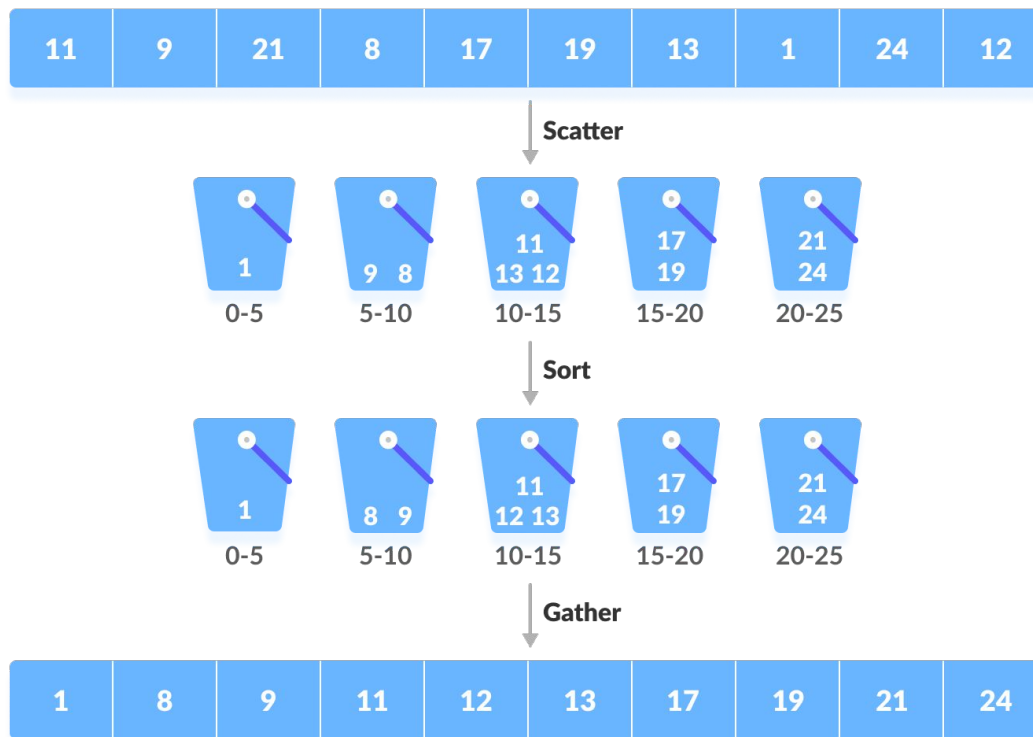 11 9 21 8 17 19 13 1 24 12
Scatter
11 17 21
1 9 8 13 12 19 24
0-5 5-10 10-15 15-20 20-25
Sort
11 17 21
1 8 9 12 13 19 24
0-5 5-10 10-15 15-20 20-25
Gather
1 8 9 11 12 13 17 19 21 24